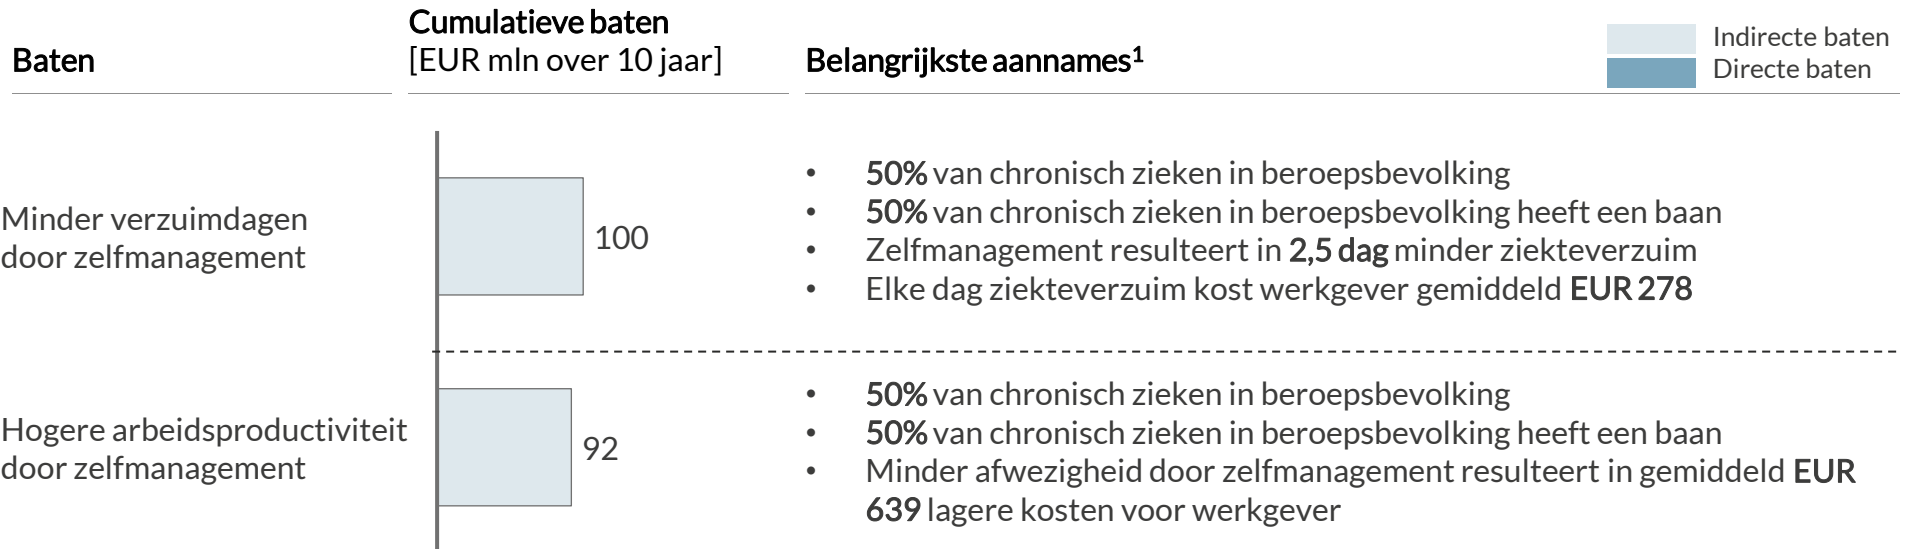 Baten
Cumulatieve baten
[EUR mln over 10 jaar]
Belangrijkste aannames¹
Indirecte baten
Directe baten
Minder verzuimdagen
door zelfmanagement
100
• 50% van chronisch zieken in beroepsbevolking
• 50% van chronisch zieken in beroepsbevolking heeft een baan
• Zelfmanagement resulteert in 2,5 dag minder ziekteverzuim
• Elke dag ziekteverzuim kost werkgever gemiddeld EUR 278
Hogere arbeidsproductiviteit
door zelfmanagement
92
• 50% van chronisch zieken in beroepsbevolking
• 50% van chronisch zieken in beroepsbevolking heeft een baan
• Minder afwezigheid door zelfmanagement resulteert in gemiddeld EUR
639 lagere kosten voor werkgever